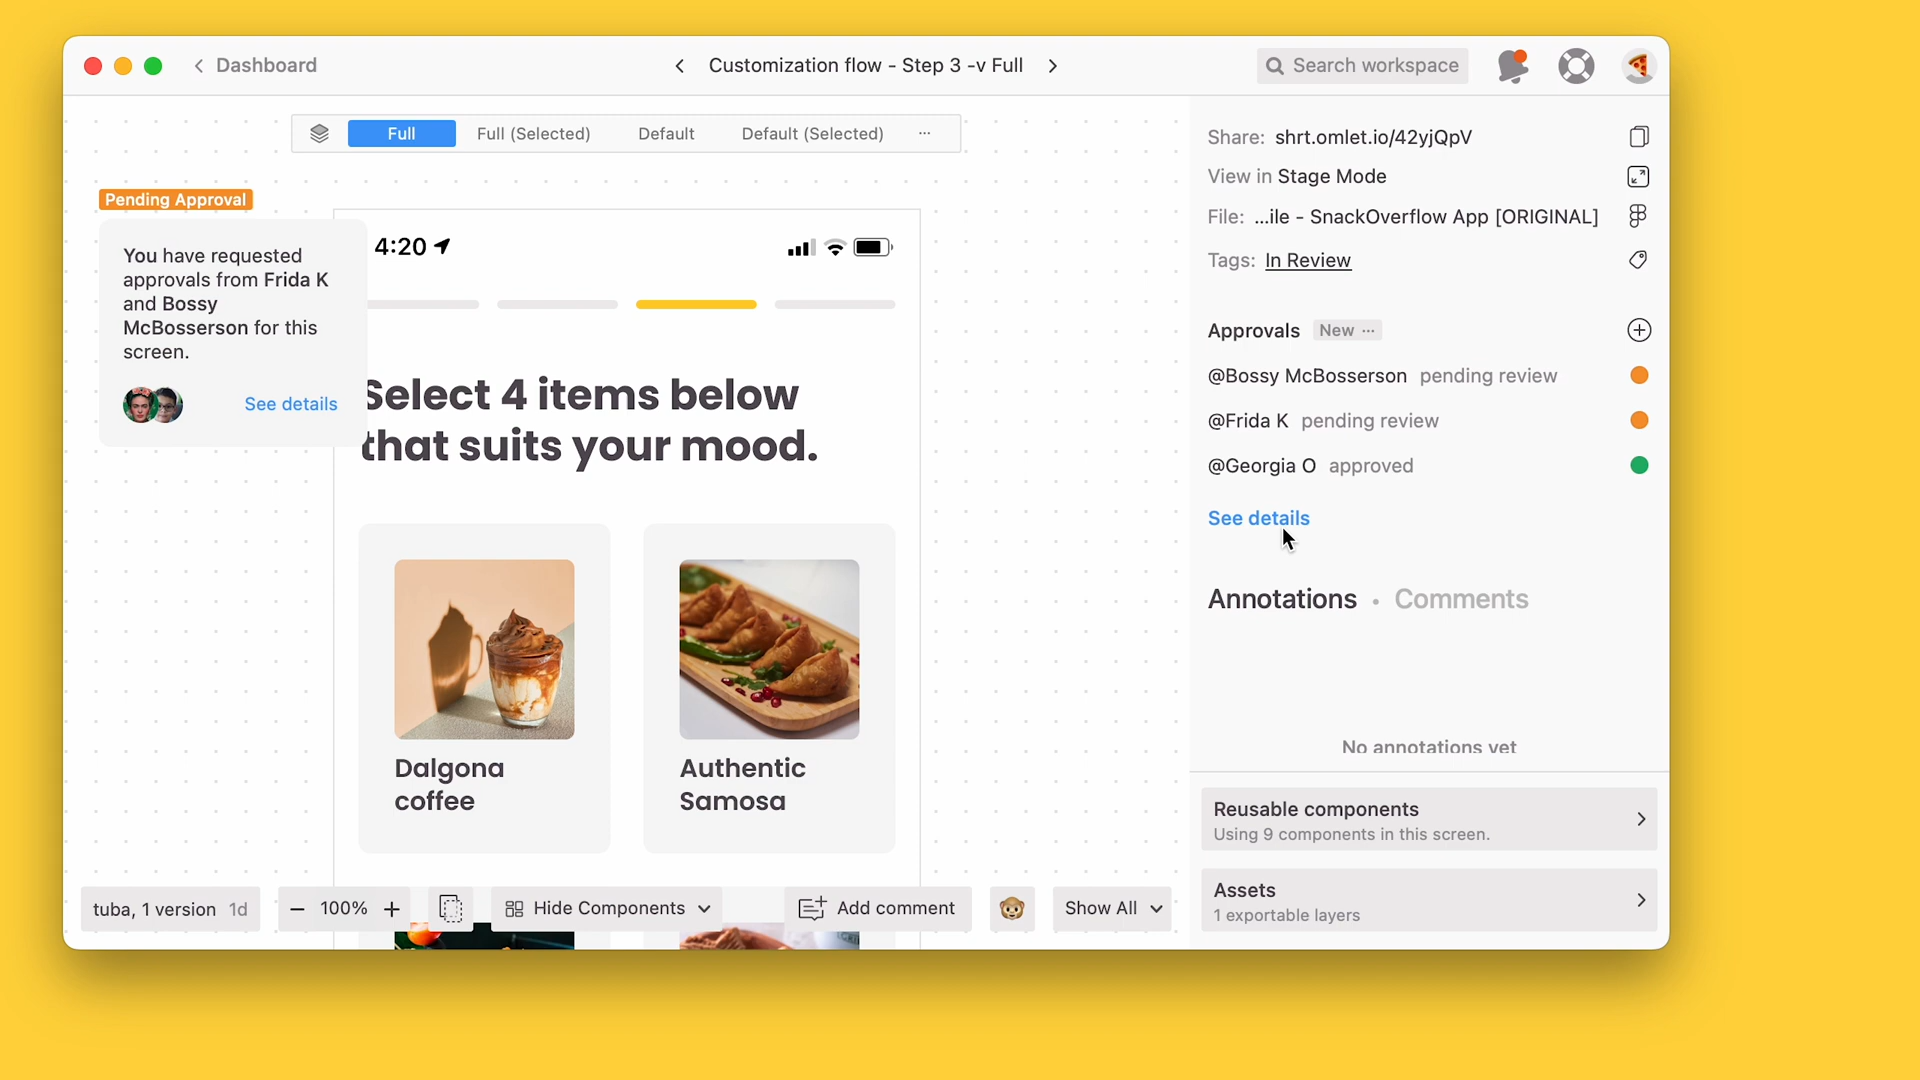 Dashboard
Customization flow - Step 3 -v Full
Search workspace
Full
Full (Selected)
Default
Default (Selected)
Pending Approval
You have requested
approvals from Frida K
and Bossy
McBosserson for this
screen.
See details
4:20
Select 4 items below
that suits your mood.
Dalgona
coffee
Authentic
Samosa
tuba, 1 version 1d
100%
Hide Components
Add comment
Show All
Share: shrt.omlet.io/42yjQpV
View in Stage Mode
File: ...ile - SnackOverflow App [ORIGINAL]
Tags: In Review
Approvals New ...
@Bossy McBosserson pending review
@Frida K pending review
@Georgia O approved
See details
Annotations • Comments
No annotations yet
Reusable components
Using 9 components in this screen.
Assets
1 exportable layers